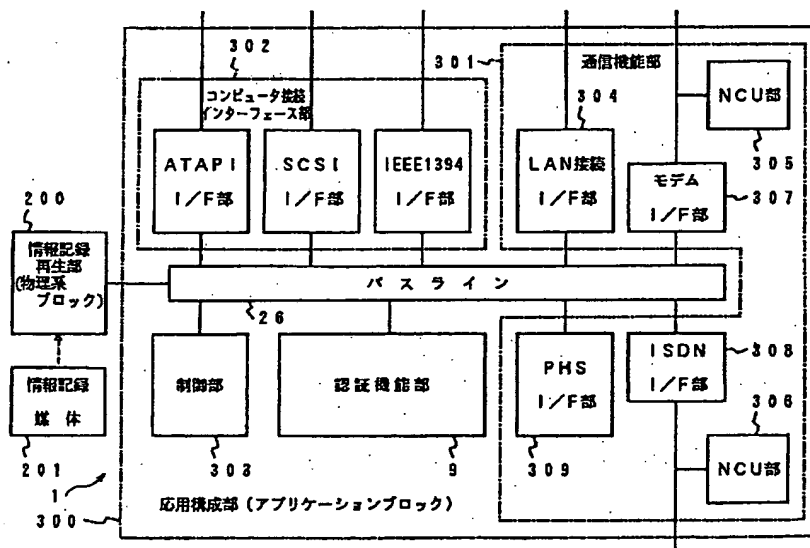 302
301
通信機能部
コンピュータ接続
インターフェース部
304
NCU部
305
ATAPI
I/F部
SCSI
I/F部
IEEE1394
I/F部
LAN接続
I/F部
モデム
I/F部
307
200
情報記録
再生部
(物理系
ブロック)
バスライン
26
制御部
303
認証機能部
9
PHS
I/F部
309
ISDN
I/F部
308
306
NCU部
情報記録
媒体
201
1
300
応用構成部(アプリケーションブロック)